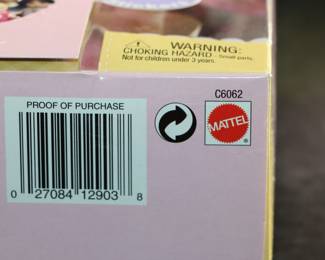 WARNING:
CHOKING HAZARD - Small parts.
Not for children under 3 years.
PROOF OF PURCHASE
C6062
MATTEL
®
0 27084 12903 8